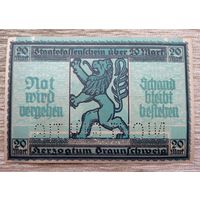 20 Staatskassenschein über 20 Mark 20
Not wird vergehen
Schand bleibt bestehen
20 Mark Herzogtum Braunschweig 20 Mark